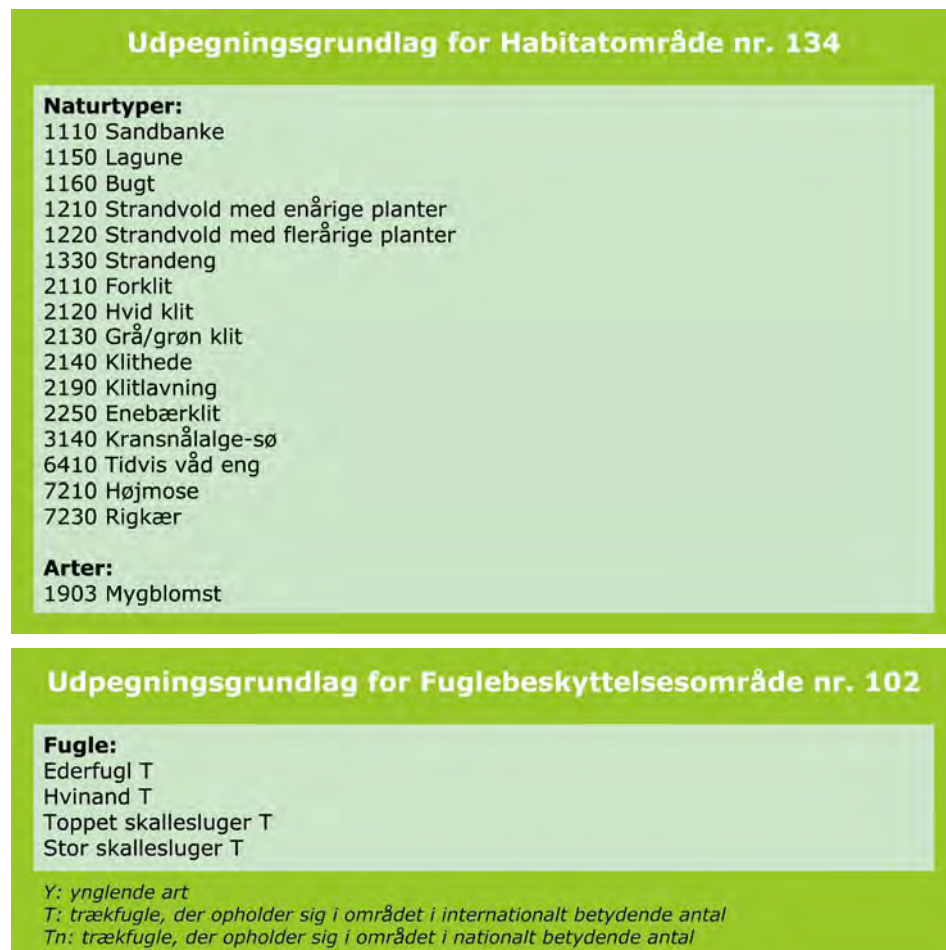 Udpegningsgrundlag for Habitatområde nr. 134
Naturtyper:
1110 Sandbanke
1150 Lagune
1160 Bugt
1210 Strandvold med enårige planter
1220 Strandvold med flerårige planter
1330 Strandeng
2110 Forklit
2120 Hvid klit
2130 Grå/grøn klit
2140 Klithede
2190 Klitlavning
2250 Enebærklit
3140 Kransnålalge-sø
6410 Tidvis våd eng
7210 Højmose
7230 Rigkær
Arter:
1903 Mygblomst
Udpegningsgrundlag for Fuglebeskyttelsesområde nr. 102
Fugle:
Ederfugl T
Hvinand T
Toppet skallesluger T
Stor skallesluger T
Y: ynglende art
T: trækfugle, der opholder sig i området i internationalt betydende antal
Tn: trækfugle, der opholder sig i området i nationalt betydende antal